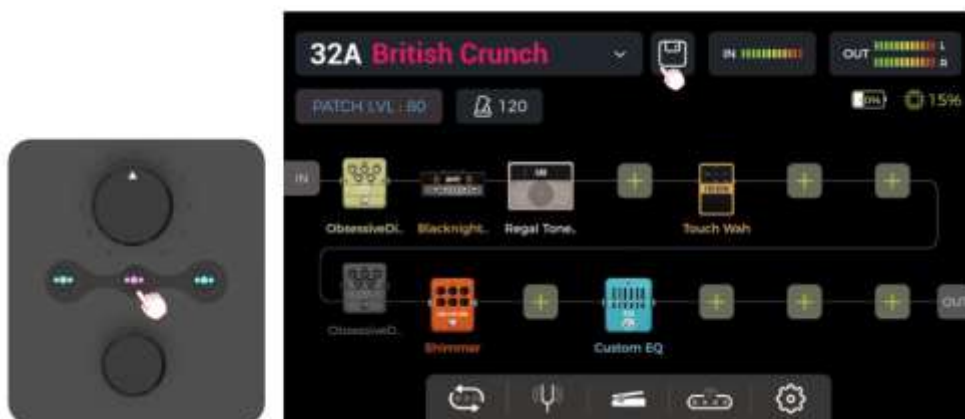 32A British Crunch
IN
OUT
L
R
PATCH LVL : 80
120
0%
15%
IN
ObsessiveDi..
Blacknight..
Regal Tone..
Touch Wah
ObsessiveD..
Shimmer
Custom EQ
OUT